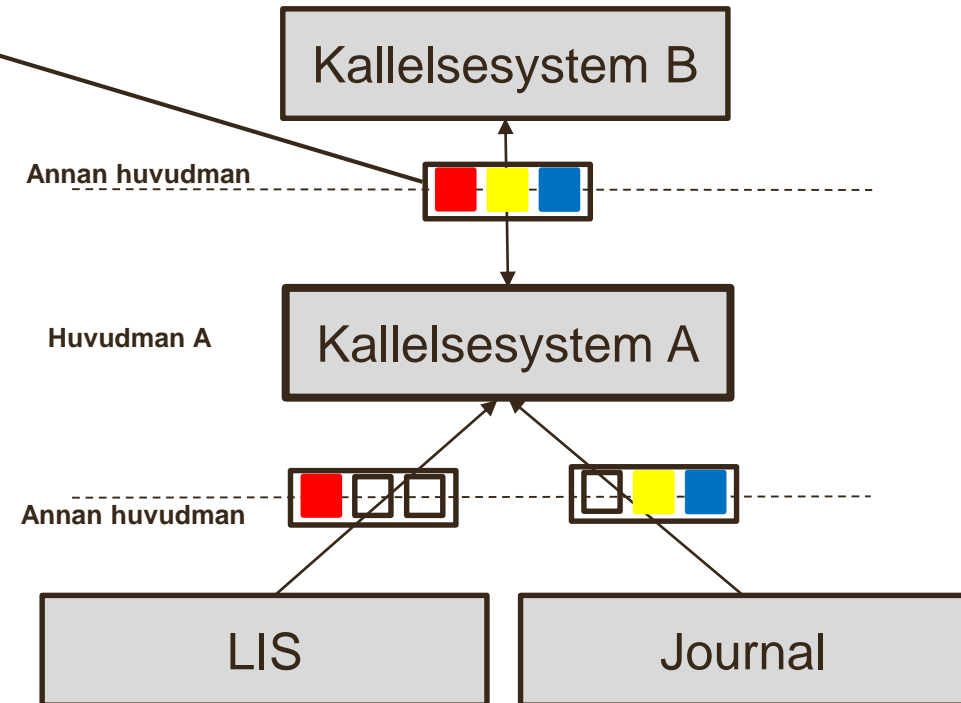 Kallelsesystem B
Annan huvudman
Huvudman A
Kallelsesystem A
Annan huvudman
LIS
Journal